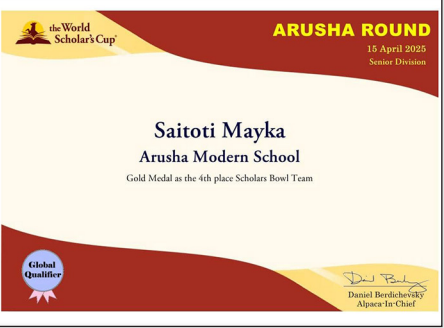 the World
Scholar's Cup
ARUSHA ROUND
15 April 2025
Senior Division
Saitoti Mayka
Arusha Modern School
Gold Medal as the 4th place Scholars Bowl Team
Global
Qualifier
Daniel Berdichevsky
Alpaca-In-Chief